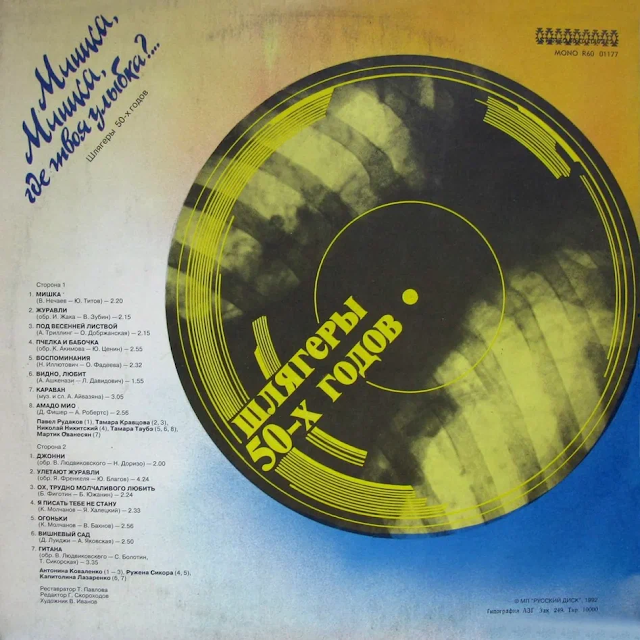 Мишка,
Мишка,
где твоя улыбка?...
Шлягеры 50-х годов
MONO R60 01177
ШЛЯГЕРЫ
50-Х ГОДОВ
Сторона 1
1. МИШКА
(В. Нечаев — Ю. Титов) — 2.20
2. ЖУРАВЛИ
(обр. И. Жака — В. Зубин) — 2.15
3. ПОД ВЕСЕННЕЙ ЛИСТВОЙ
(А. Триллинг — О. Добржанская) — 2.15
4. ПЧЕЛКА И БАБОЧКА
(обр. К. Акимова — Ю. Цейтин) — 2.55
5. ВОСПОМИНАНИЯ
(Н. Иллютович — О. Фадеева) — 2.32
6. ВИДНО, ЛЮБИТ
(А. Ашкенази — Л. Давидович) — 1.55
7. КАРАВАН
(муз. и сл. А. Айвазяна) — 3.05
8. АМАДО МИО
(Д. Фишер — А. Робертс) — 2.56
Павел Рудаков (1), Тамара Кравцова (2, 3),
Николай Никитский (4), Тамара Таубэ (5, 6, 8),
Мартик Ованесян (7)
Сторона 2
1. ДЖОННИ
(обр. В. Людвиковского — Н. Доризо) — 2.00
2. УЛЕТАЮТ ЖУРАВЛИ
(обр. Я. Френкеля — Ю. Благов) — 4.24
3. ОХ, ТРУДНО МОЛЧАЛИВОГО ЛЮБИТЬ
(Б. Фиготин — Б. Южанин) — 2.24
4. Я ПИСАТЬ ТЕБЕ НЕ СТАНУ
(К. Молчанов — Я. Халецкий) — 2.33
5. ОГОНЬКИ
(К. Молчанов — В. Бахнов) — 2.56
6. ВИШНЕВЫЙ САД
(Д. Луиджи — А. Яковская) — 2.50
7. ГИТАНА
(обр. В. Людвиковского — С. Болотин,
Т. Сикорская) — 3.35
Антонина Коваленко (1 — 3), Ружена Сикора (4, 5),
Капитолина Лазаренко (6, 7)
Реставратор Т. Павлова
Редактор Г. Скороходов
Художник В. Иванов
© МП "РУССКИЙ ДИСК", 1992
Типография АЗГ Зак 248 Тир 10000